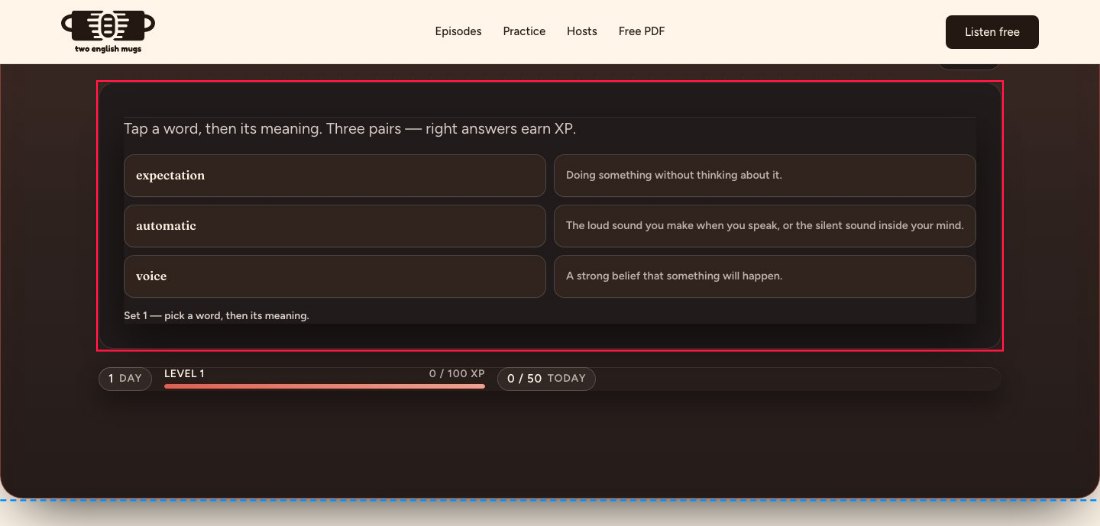 two english mugs
Episodes Practice Hosts Free PDF
Listen free
Tap a word, then its meaning. Three pairs — right answers earn XP.
expectation
Doing something without thinking about it.
automatic
The loud sound you make when you speak, or the silent sound inside your mind.
voice
A strong belief that something will happen.
Set 1 — pick a word, then its meaning.
1 DAY
LEVEL 1
0 / 100 XP
0 / 50 TODAY